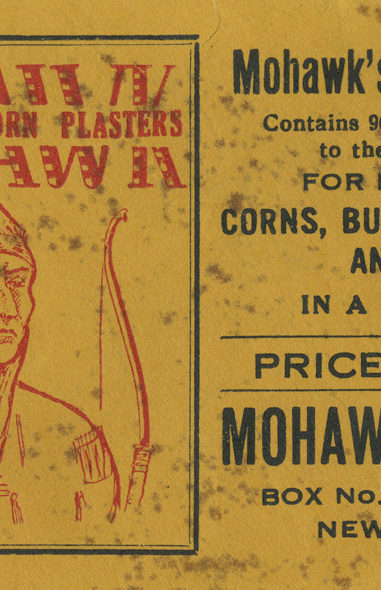 ORN PLASTERS
Mohawk's
Contains 9
to the
FOR
CORNS, BU
AN
IN A
PRICE
MOHAW
BOX No.
NEW